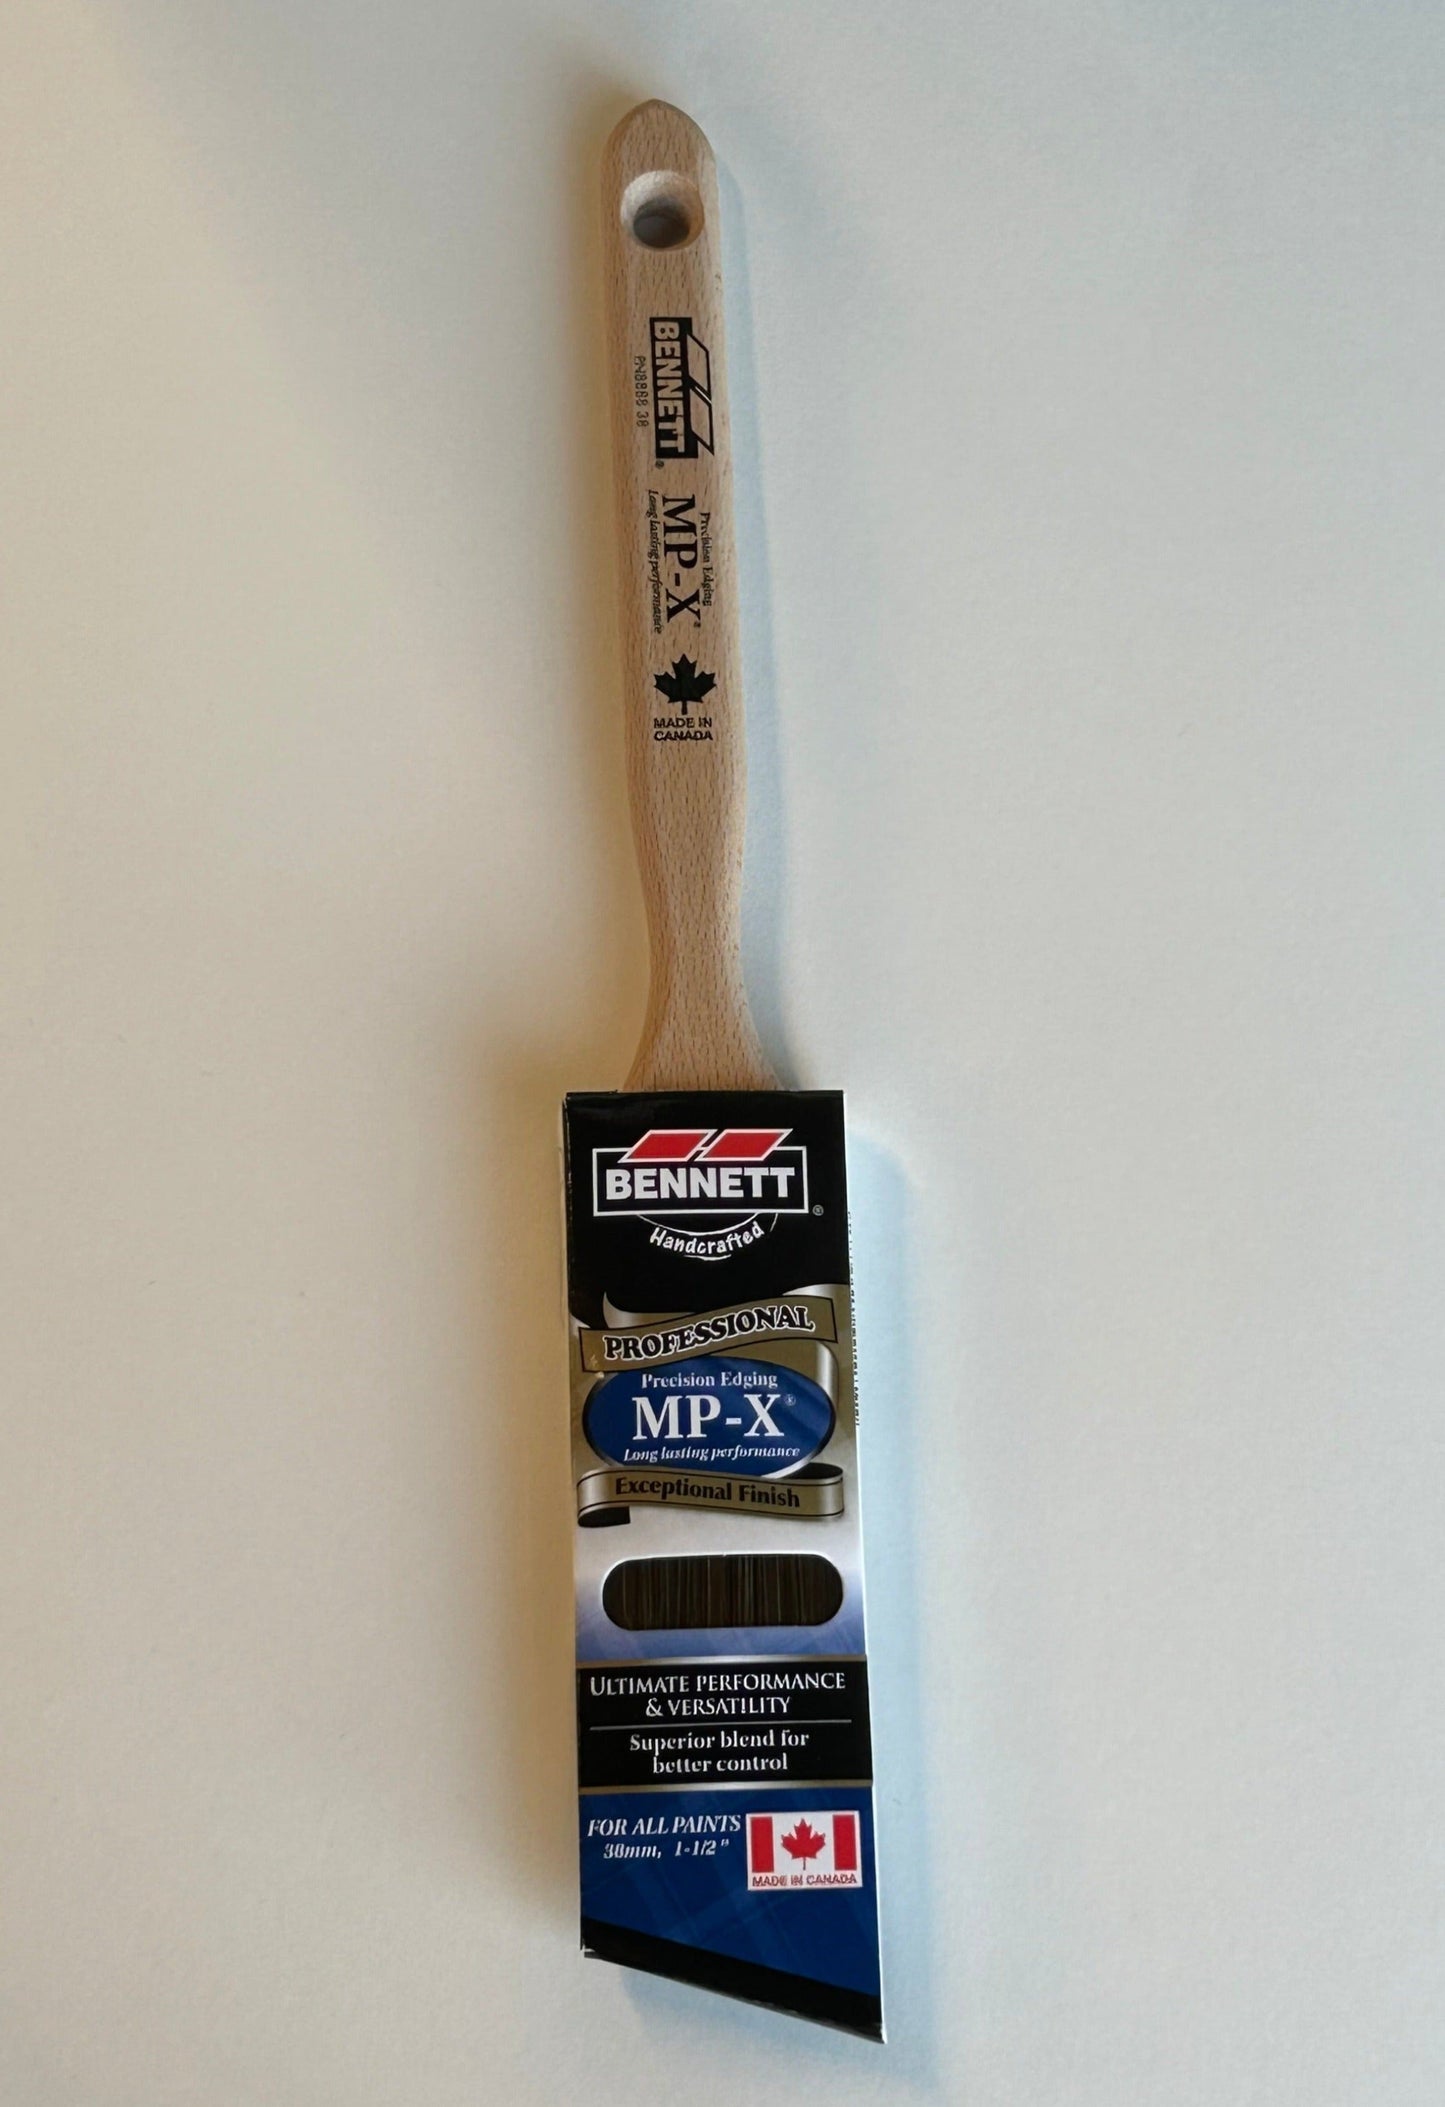 BENNETT®
PN8888 38
Precision Edging
MP-X®
Long lasting performance
MADE IN
CANADA
BENNETT®
Handcrafted
PROFESSIONAL
Precision Edging
MP-X®
Long lasting performance
Exceptional Finish
ULTIMATE PERFORMANCE
& VERSATILITY
Superior blend for
better control
FOR ALL PAINTS
38mm, 1-1/2"
MADE IN CANADA